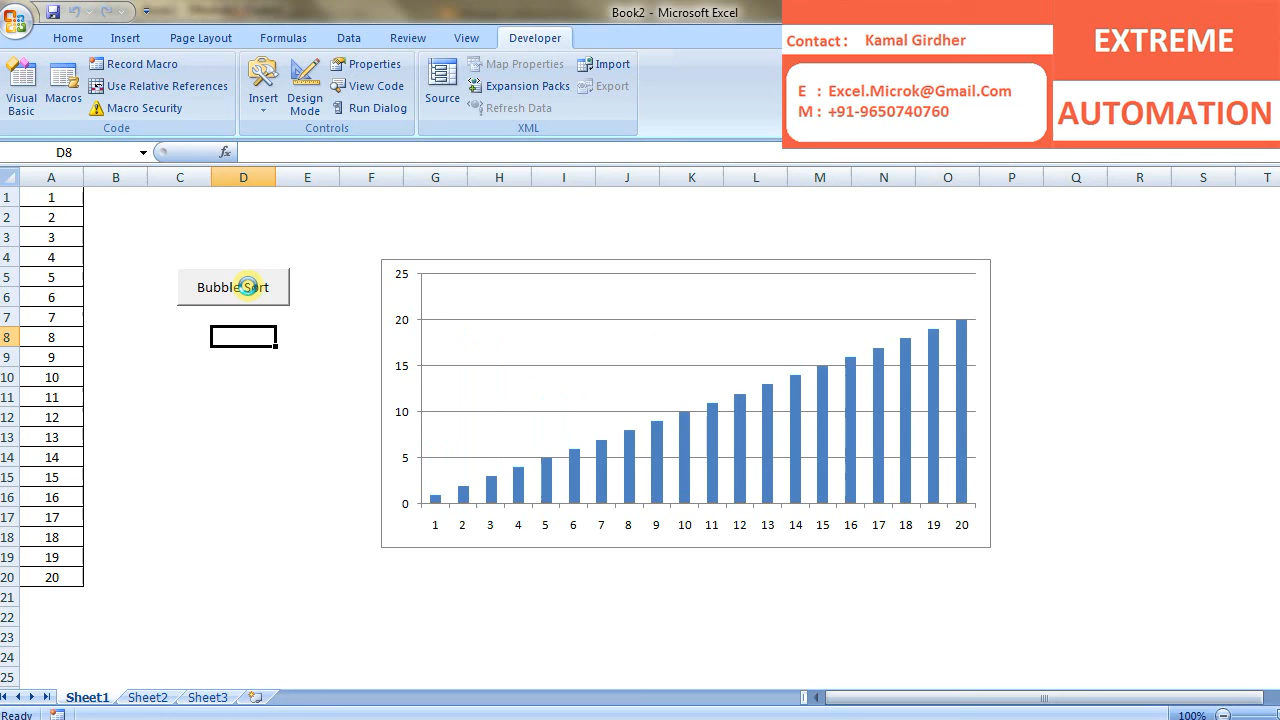 Book2 - Microsoft Excel
Home Insert Page Layout Formulas Data Review View Developer
Visual Basic
Macros
Record Macro
Use Relative References
Macro Security
Code
Insert
Design Mode
Properties
View Code
Run Dialog
Controls
Source
Map Properties
Expansion Packs
Refresh Data
Import
Export
XML
Contact : Kamal Girdher
E : Excel.Microk@Gmail.Com
M : +91-9650740760
EXTREME
AUTOMATION
D8 fx
A B C D E F G H I J K L M N O P Q R S T
1 1
2 2
3 3
4 4
5 5
6 6
7 7
8 8
9 9
10 10
11 11
12 12
13 13
14 14
15 15
16 16
17 17
18 18
19 19
20 20
21
22
23
24
25
Bubble Sort
25
20
15
10
5
0
1 2 3 4 5 6 7 8 9 10 11 12 13 14 15 16 17 18 19 20
Sheet1 Sheet2 Sheet3
Ready 100%